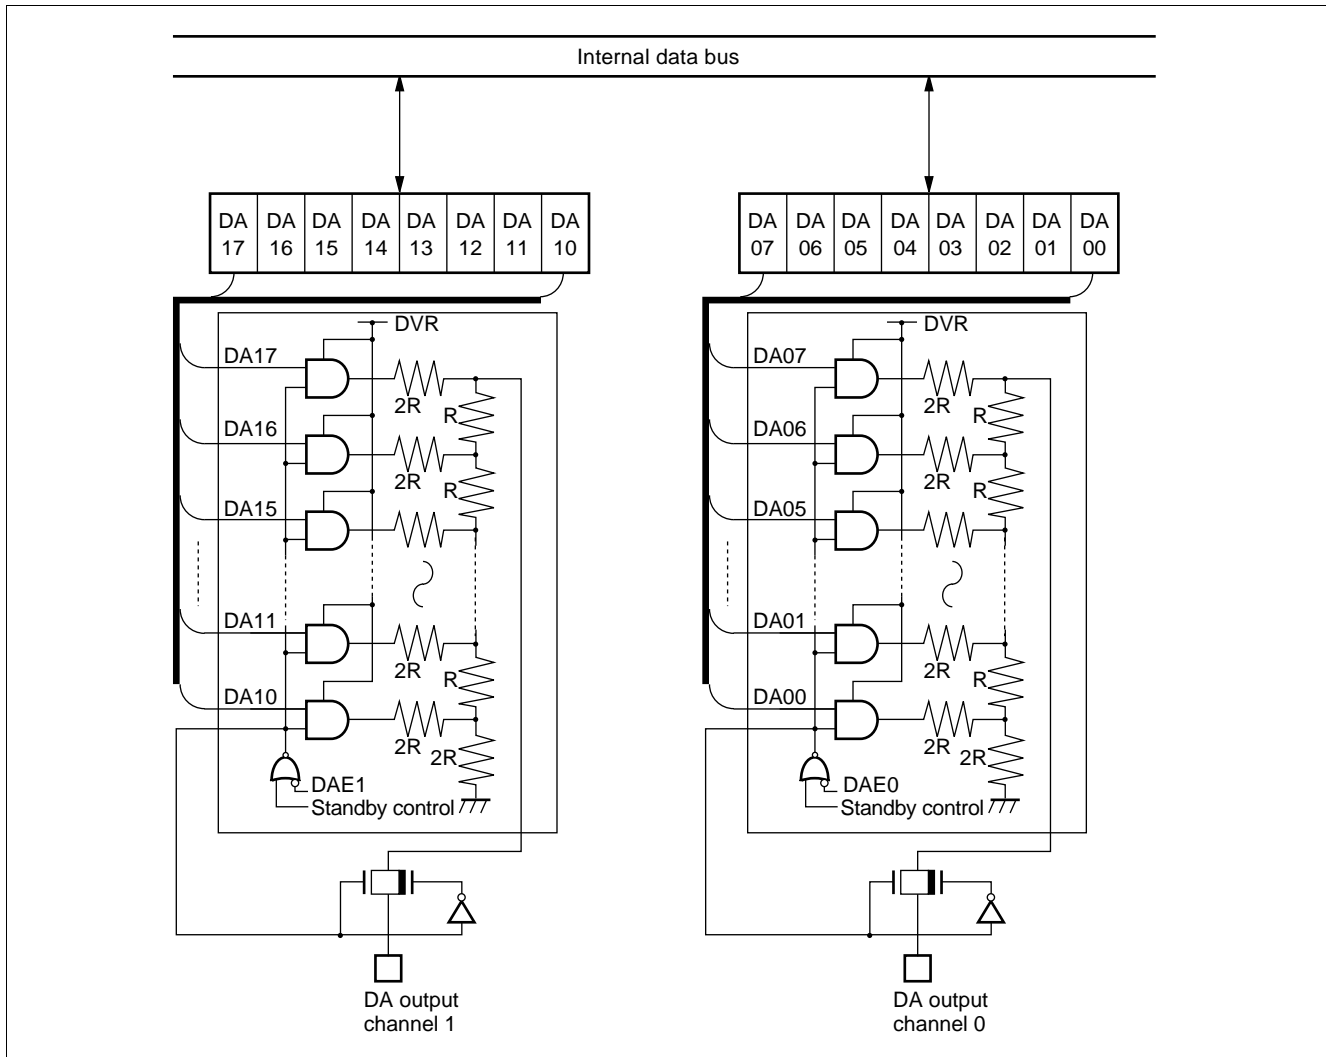 Internal data bus
DA 17 DA 16 DA 15 DA 14 DA 13 DA 12 DA 11 DA 10
DA 07 DA 06 DA 05 DA 04 DA 03 DA 02 DA 01 DA 00
DVR
DA17
2R
R
DA16
2R
R
DA15
DA11
2R
R
DA10
2R
2R
DAE1
Standby control
DA output
channel 1
DVR
DA07
2R
R
DA06
2R
R
DA05
DA01
2R
R
DA00
2R
2R
DAE0
Standby control
DA output
channel 0